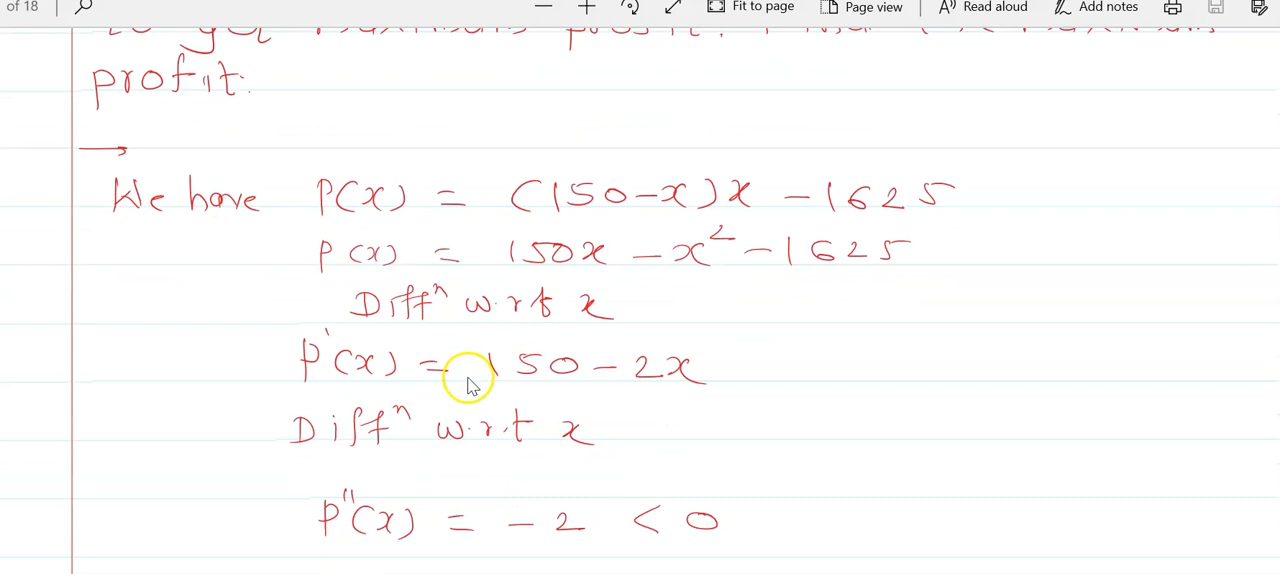 of 18 Fit to page Page view Read aloud Add notes
profit.
We have P(x) = (150-x)x - 1625
P(x) = 150x - x² - 1625
Diffⁿ w.r.t x
P'(x) = 150 - 2x
Diffⁿ w.r.t x
P"(x) = -2 < 0